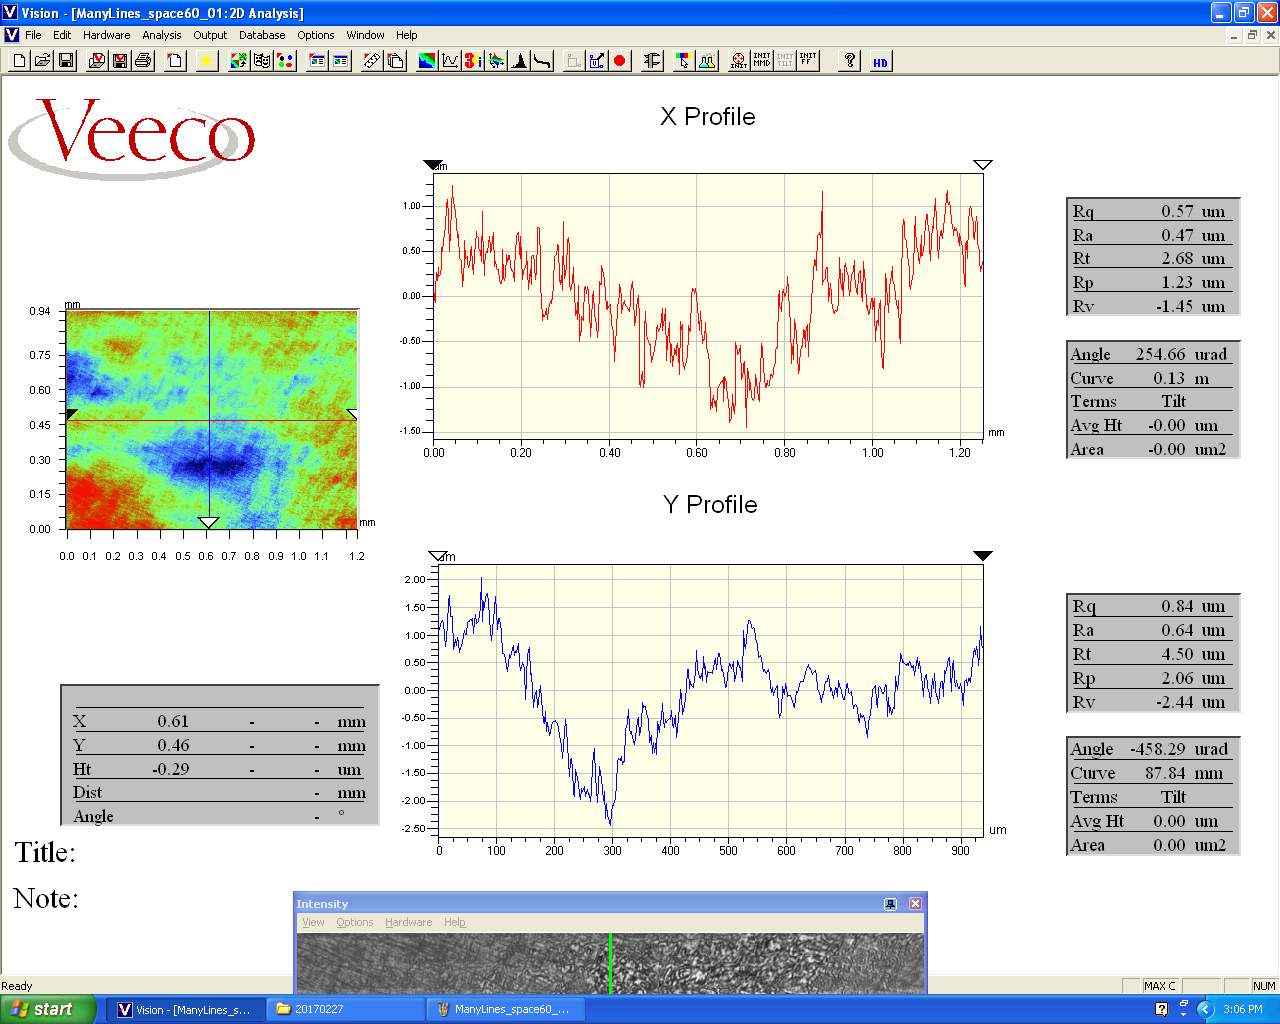 Vision - [ManyLines_space60_01:2D Analysis]
File Edit Hardware Analysis Output Database Options Window Help
INIT INIT MMD INIT TILT INIT FF ? HD
Veeco
X Profile
um
1.00
0.50
0.00
-0.50
-1.00
-1.50
mm
0.00 0.20 0.40 0.60 0.80 1.00 1.20
Rq 0.57 um
Ra 0.47 um
Rt 2.68 um
Rp 1.23 um
Rv -1.45 um
Angle 254.66 urad
Curve 0.13 m
Terms Tilt
Avg Ht -0.00 um
Area -0.00 um2
mm
0.94
0.75
0.60
0.45
0.30
0.15
0.00
mm
0.0 0.1 0.2 0.3 0.4 0.5 0.6 0.7 0.8 0.9 1.0 1.1 1.2
Y Profile
um
2.00
1.50
1.00
0.50
0.00
-0.50
-1.00
-1.50
-2.00
-2.50
um
0 100 200 300 400 500 600 700 800 900
Rq 0.84 um
Ra 0.64 um
Rt 4.50 um
Rp 2.06 um
Rv -2.44 um
Angle -458.29 urad
Curve 87.84 mm
Terms Tilt
Avg Ht 0.00 um
Area 0.00 um2
X 0.61 - - mm
Y 0.46 - - mm
Ht -0.29 - - um
Dist - mm
Angle - °
Title:
Note:
Intensity
View Options Hardware Help
Ready MAX C NUM
start Vision - [ManyLines_s... 20170227 ManyLines_space60_... 3:06 PM